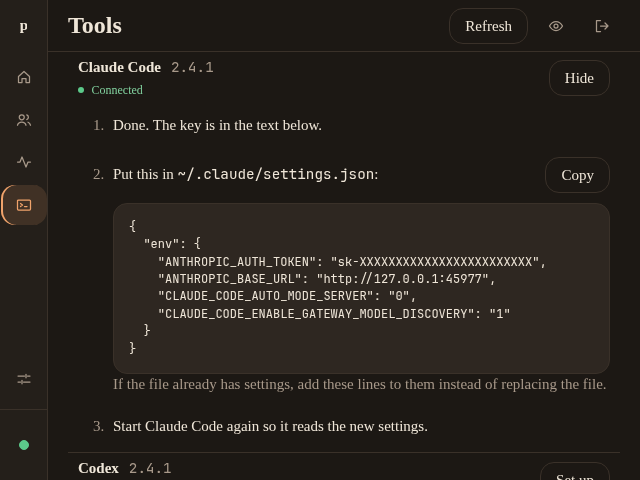 p
Tools
Refresh
Claude Code 2.4.1
Hide
Connected
1. Done. The key is in the text below.
2. Put this in ~/.claude/settings.json:
Copy
{
  "env": {
    "ANTHROPIC_AUTH_TOKEN": "sk-XXXXXXXXXXXXXXXXXXXXXXXX",
    "ANTHROPIC_BASE_URL": "http://127.0.0.1:45977",
    "CLAUDE_CODE_AUTO_MODE_SERVER": "0",
    "CLAUDE_CODE_ENABLE_GATEWAY_MODEL_DISCOVERY": "1"
  }
}
If the file already has settings, add these lines to them instead of replacing the file.
3. Start Claude Code again so it reads the new settings.
Codex 2.4.1
Set up